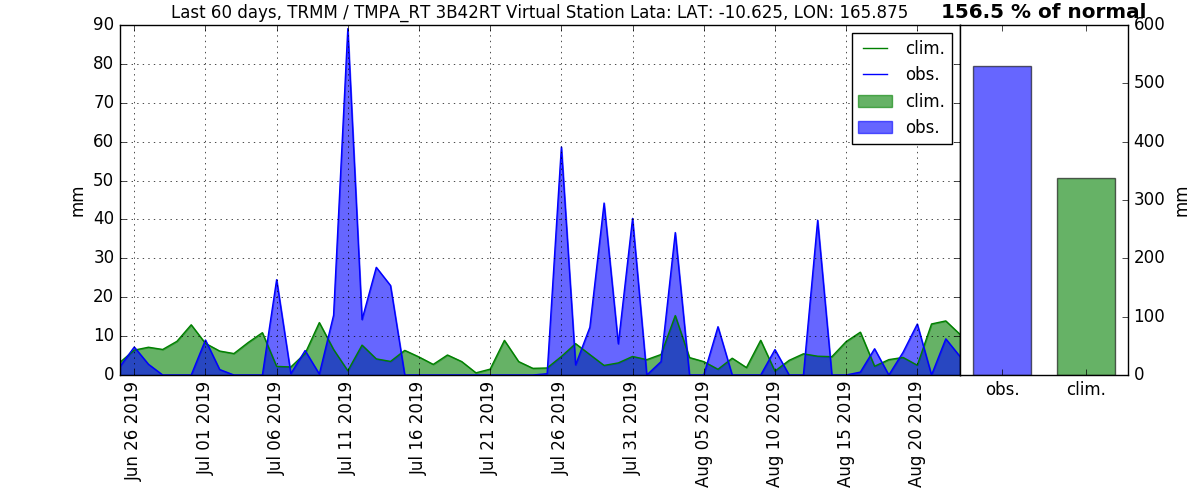 Last 60 days, TRMM / TMPA_RT 3B42RT Virtual Station Lata: LAT: -10.625, LON: 165.875
156.5 % of normal
90
80
70
60
50
40
30
20
10
0
mm
clim.
obs.
clim.
obs.
Jun 26 2019
Jul 01 2019
Jul 06 2019
Jul 11 2019
Jul 16 2019
Jul 21 2019
Jul 26 2019
Jul 31 2019
Aug 05 2019
Aug 10 2019
Aug 15 2019
Aug 20 2019
600
500
400
300
200
100
0
mm
obs.
clim.